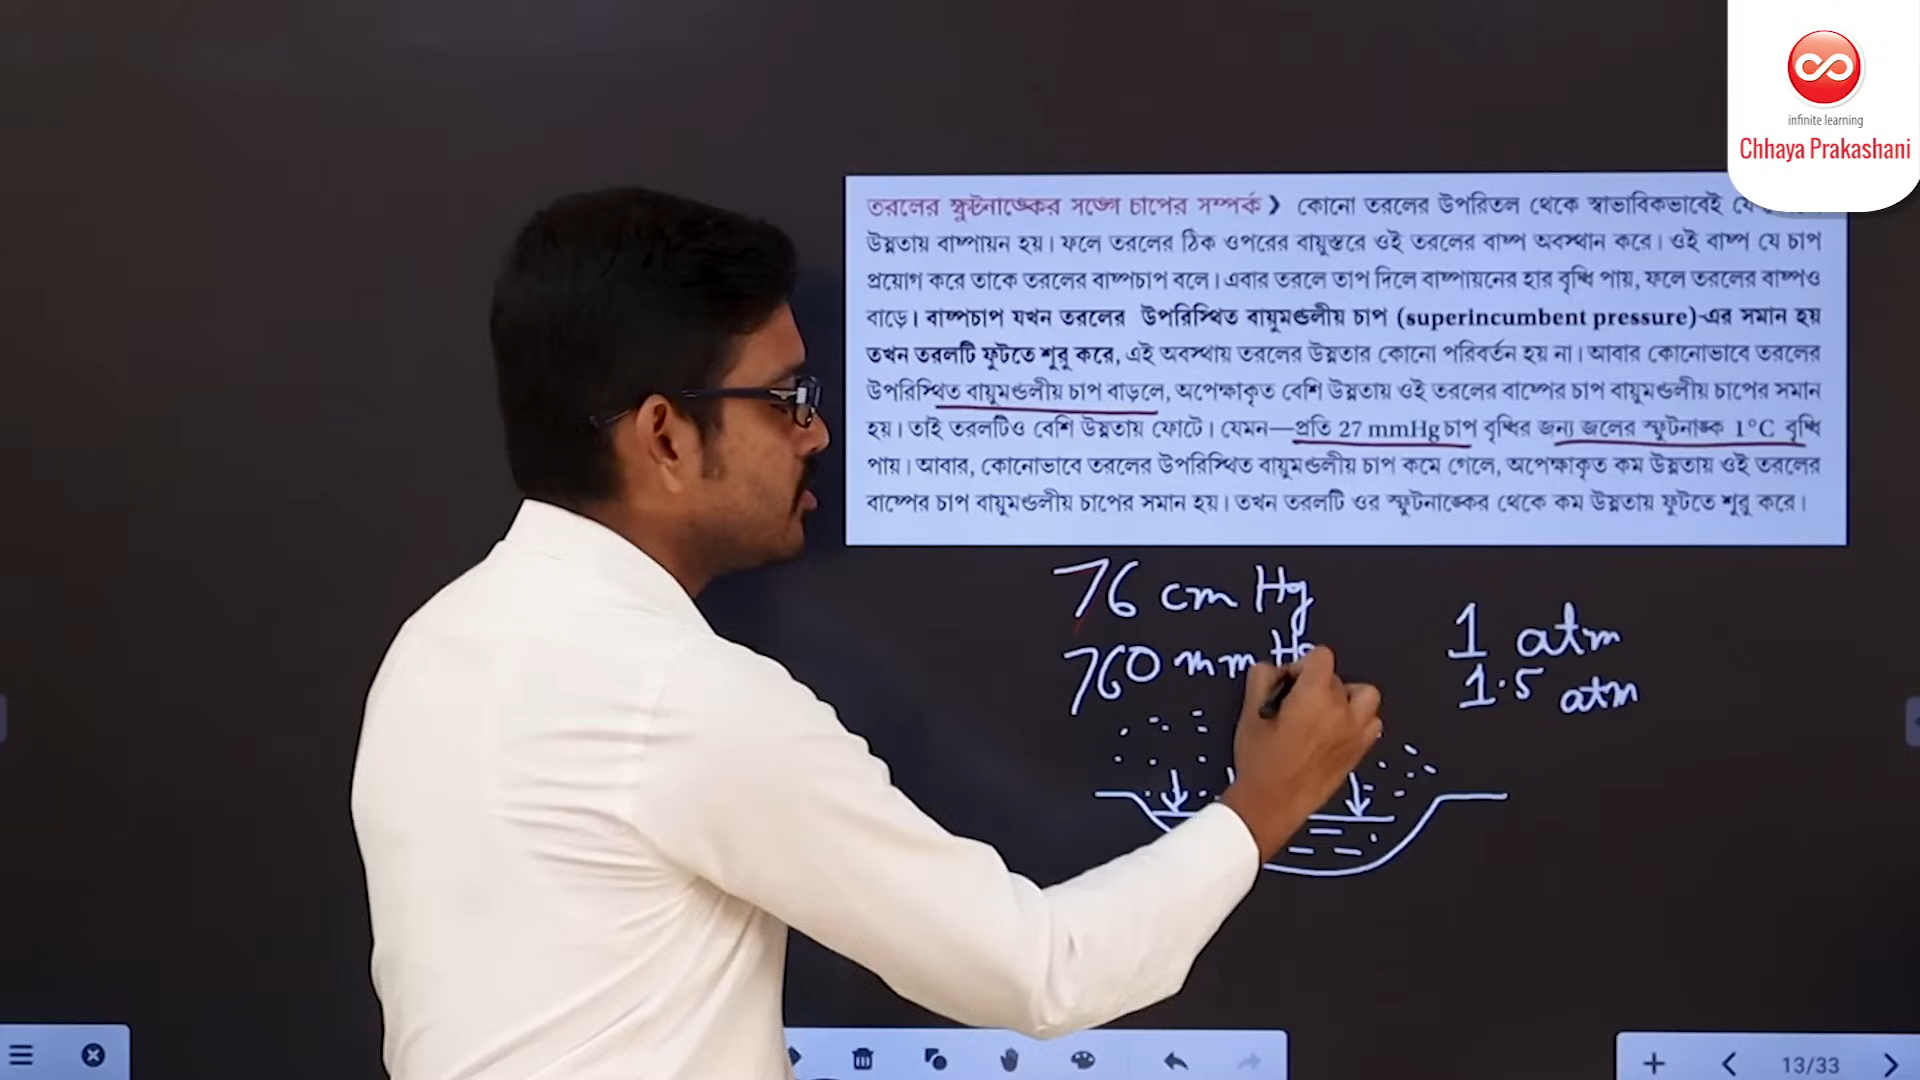 infinite learning
Chhaya Prakashani
তরলের স্ফুটনাঙ্কের সঙ্গে চাপের সম্পর্ক❯ কোনো তরলের উপরিতল থেকে স্বাভাবিকভাবেই
উষ্ণতায় বাষ্পায়ন হয়। ফলে তরলের ঠিক ওপরের বায়ুস্তরে ওই তরলের বাষ্প অবস্থান করে। ওই বাষ্প যে চাপ
প্রয়োগ করে তাকে তরলের বাষ্পচাপ বলে। এবার তরলে তাপ দিলে বাষ্পায়নের হার বৃদ্ধি পায়, ফলে তরলের বাষ্পও
বাড়ে। বাষ্পচাপ যখন তরলের উপরিস্থিত বায়ুমণ্ডলীয় চাপ (superincumbent pressure)-এর সমান হয়
তখন তরলটি ফুটতে শুরু করে, এই অবস্থায় তরলের উষ্ণতার কোনো পরিবর্তন হয় না। আবার কোনোভাবে তরলের
উপরিস্থিত বায়ুমণ্ডলীয় চাপ বাড়লে, অপেক্ষাকৃত বেশি উষ্ণতায় ওই তরলের বাষ্পের চাপ বায়ুমণ্ডলীয় চাপের সমান
হয়। তাই তরলটিও বেশি উষ্ণতায় ফোটে। যেমন—প্রতি 27 mmHg চাপ বৃদ্ধির জন্য জলের স্ফুটনাঙ্ক 1°C বৃদ্ধি
পায়। আবার, কোনোভাবে তরলের উপরিস্থিত বায়ুমণ্ডলীয় চাপ কমে গেলে, অপেক্ষাকৃত কম উষ্ণতায় ওই তরলের
বাষ্পের চাপ বায়ুমণ্ডলীয় চাপের সমান হয়। তখন তরলটি ওর স্ফুটনাঙ্কের থেকে কম উষ্ণতায় ফুটতে শুরু করে।
76 cm Hg
760 mm Hg
1 atm
1.5 atm
13/33